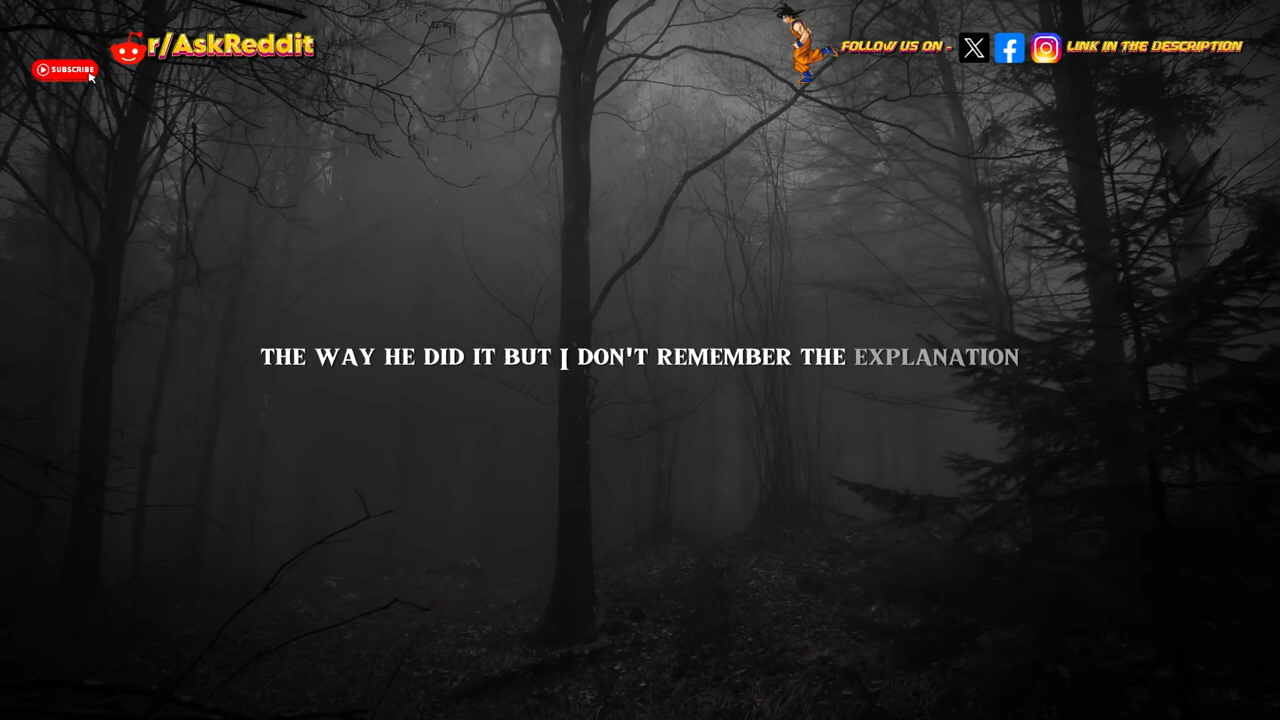 r/AskReddit
SUBSCRIBE
FOLLOW US ON -
LINK IN THE DESCRIPTION
THE WAY HE DID IT BUT I DON'T REMEMBER THE EXPLANATION